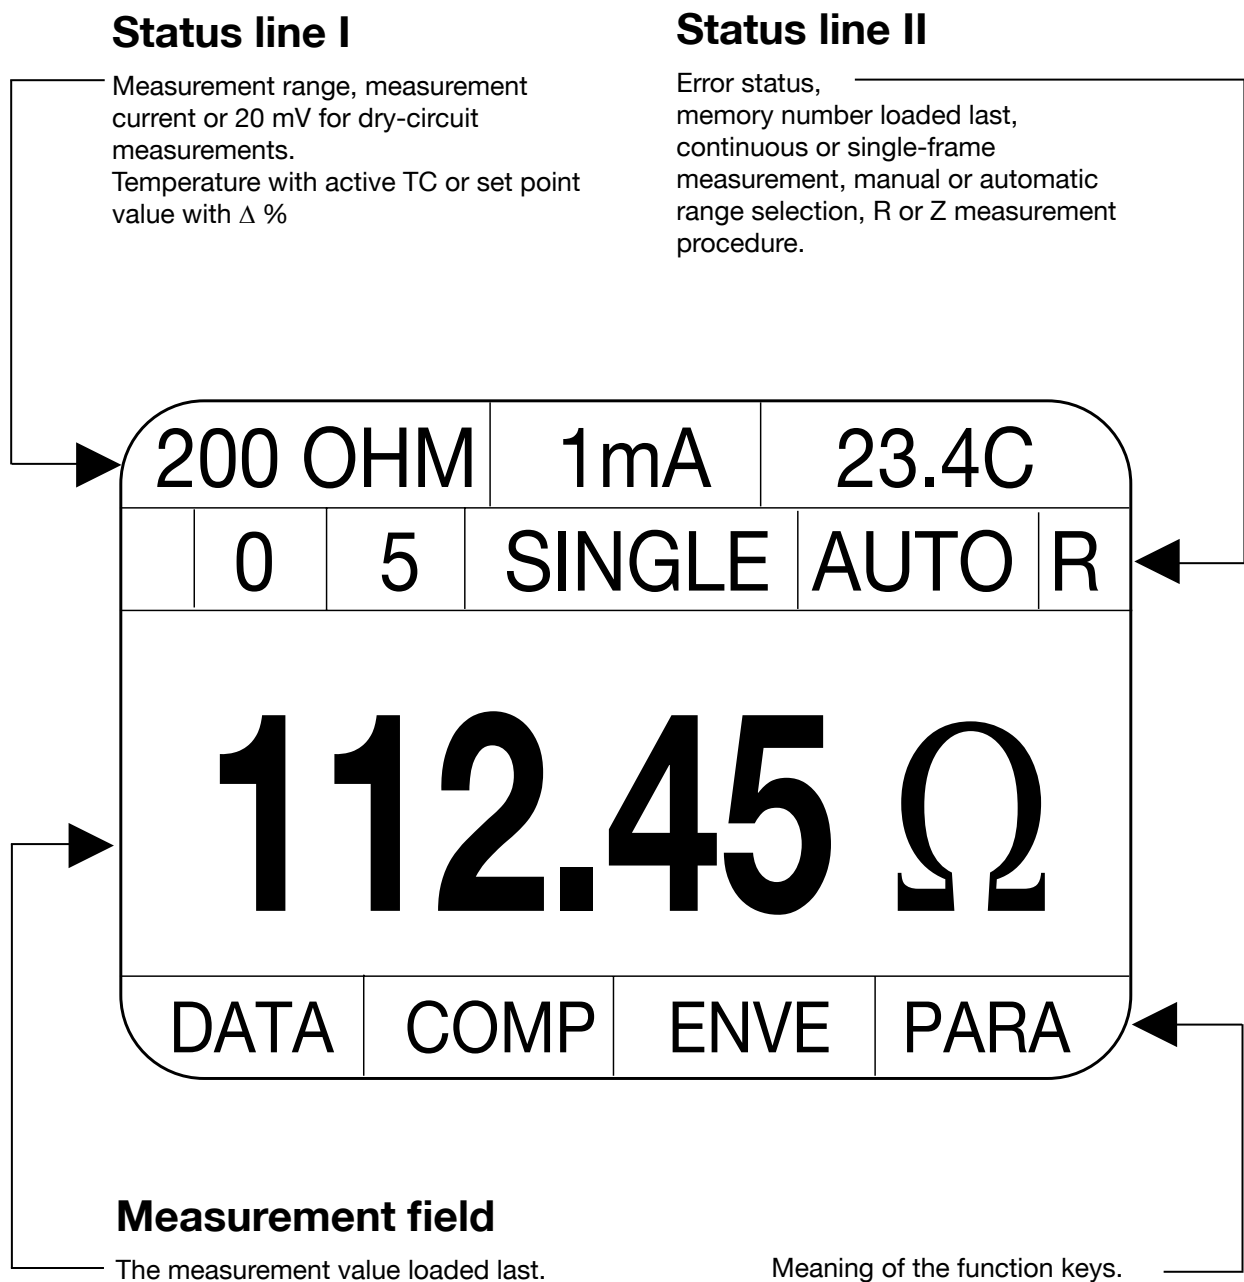 Status line I
Measurement range, measurement
current or 20 mV for dry-circuit
measurements.
Temperature with active TC or set point
value with Δ %
Status line II
Error status,
memory number loaded last,
continuous or single-frame
measurement, manual or automatic
range selection, R or Z measurement
procedure.
200 OHM 1mA 23.4C
0 5 SINGLE AUTO R
112.45 Ω
DATA COMP ENVE PARA
Measurement field
The measurement value loaded last.
Meaning of the function keys.